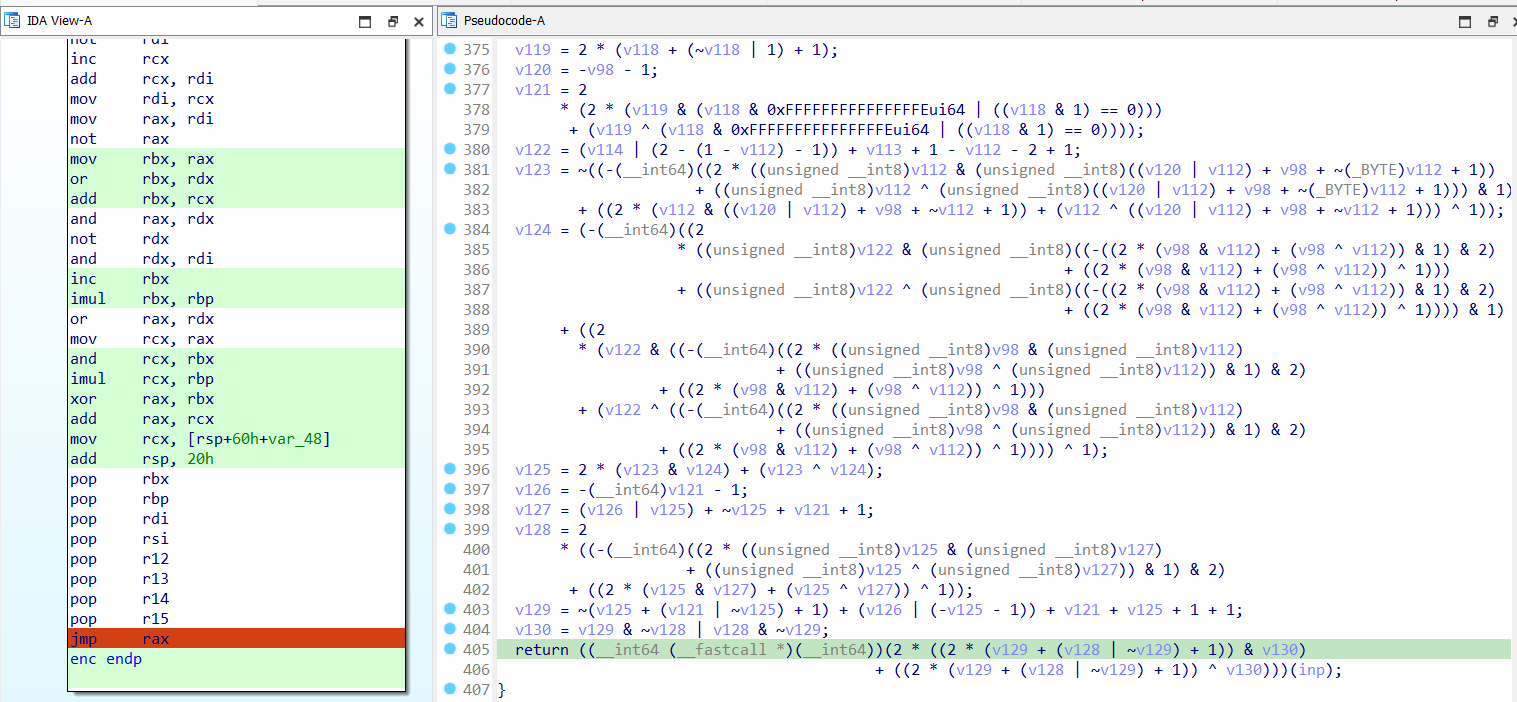 IDA View-A
Pseudocode-A
not rdi
inc rcx
add rcx, rdi
mov rdi, rcx
mov rax, rdi
not rax
mov rbx, rax
or rbx, rdx
add rbx, rcx
and rax, rdx
not rdx
and rdx, rdi
inc rbx
imul rbx, rbp
or rax, rdx
mov rcx, rax
and rcx, rbx
imul rcx, rbp
xor rax, rbx
add rax, rcx
mov rcx, [rsp+60h+var_48]
add rsp, 20h
pop rbx
pop rbp
pop rdi
pop rsi
pop r12
pop r13
pop r14
pop r15
jmp rax
enc endp
375 v119 = 2 * (v118 + (~v118 | 1) + 1);
376 v120 = -v98 - 1;
377 v121 = 2
378 * (2 * (v119 & (v118 & 0xFFFFFFFFFFFFFFFEui64 | ((v118 & 1) == 0)))
379 + (v119 ^ (v118 & 0xFFFFFFFFFFFFFFFEui64 | ((v118 & 1) == 0))));
380 v122 = (v114 | (2 - (1 - v112) - 1)) + v113 + 1 - v112 - 2 + 1;
381 v123 = ~((-(__int64)((2 * ((unsigned __int8)v112 & (unsigned __int8)((v120 | v112) + v98 + ~(_BYTE)v112 + 1))
382 + ((unsigned __int8)v112 ^ (unsigned __int8)((v120 | v112) + v98 + ~(_BYTE)v112 + 1))) & 1)
383 + ((2 * (v112 & ((v120 | v112) + v98 + ~v112 + 1)) + (v112 ^ ((v120 | v112) + v98 + ~v112 + 1))) ^ 1));
384 v124 = (-(__int64)((2
385 * ((unsigned __int8)v122 & (unsigned __int8)((-((2 * (v98 & v112) + (v98 ^ v112)) & 1) & 2)
386 + ((2 * (v98 & v112) + (v98 ^ v112)) ^ 1)))
387 + ((unsigned __int8)v122 ^ (unsigned __int8)((-((2 * (v98 & v112) + (v98 ^ v112)) & 1) & 2)
388 + ((2 * (v98 & v112) + (v98 ^ v112)) ^ 1)))) & 1)
389 + ((2
390 * (v122 & ((-(__int64)((2 * ((unsigned __int8)v98 & (unsigned __int8)v112)
391 + ((unsigned __int8)v98 ^ (unsigned __int8)v112)) & 1) & 2)
392 + ((2 * (v98 & v112) + (v98 ^ v112)) ^ 1)))
393 + (v122 ^ ((-(__int64)((2 * ((unsigned __int8)v98 & (unsigned __int8)v112)
394 + ((unsigned __int8)v98 ^ (unsigned __int8)v112)) & 1) & 2)
395 + ((2 * (v98 & v112) + (v98 ^ v112)) ^ 1)))) ^ 1);
396 v125 = 2 * (v123 & v124) + (v123 ^ v124);
397 v126 = -(__int64)v121 - 1;
398 v127 = (v126 | v125) + ~v125 + v121 + 1;
399 v128 = 2
400 * ((-(__int64)((2 * ((unsigned __int8)v125 & (unsigned __int8)v127)
401 + ((unsigned __int8)v125 ^ (unsigned __int8)v127)) & 1) & 2)
402 + ((2 * (v125 & v127) + (v125 ^ v127)) ^ 1));
403 v129 = ~(v125 + (v121 | ~v125) + 1) + (v126 | (-v125 - 1)) + v121 + v125 + 1 + 1;
404 v130 = v129 & ~v128 | v128 & ~v129;
405 return ((__int64 (__fastcall *)(__int64))(2 * ((2 * (v129 + (v128 | ~v129) + 1)) & v130)
406 + ((2 * (v129 + (v128 | ~v129) + 1)) ^ v130)))(inp);
407 }